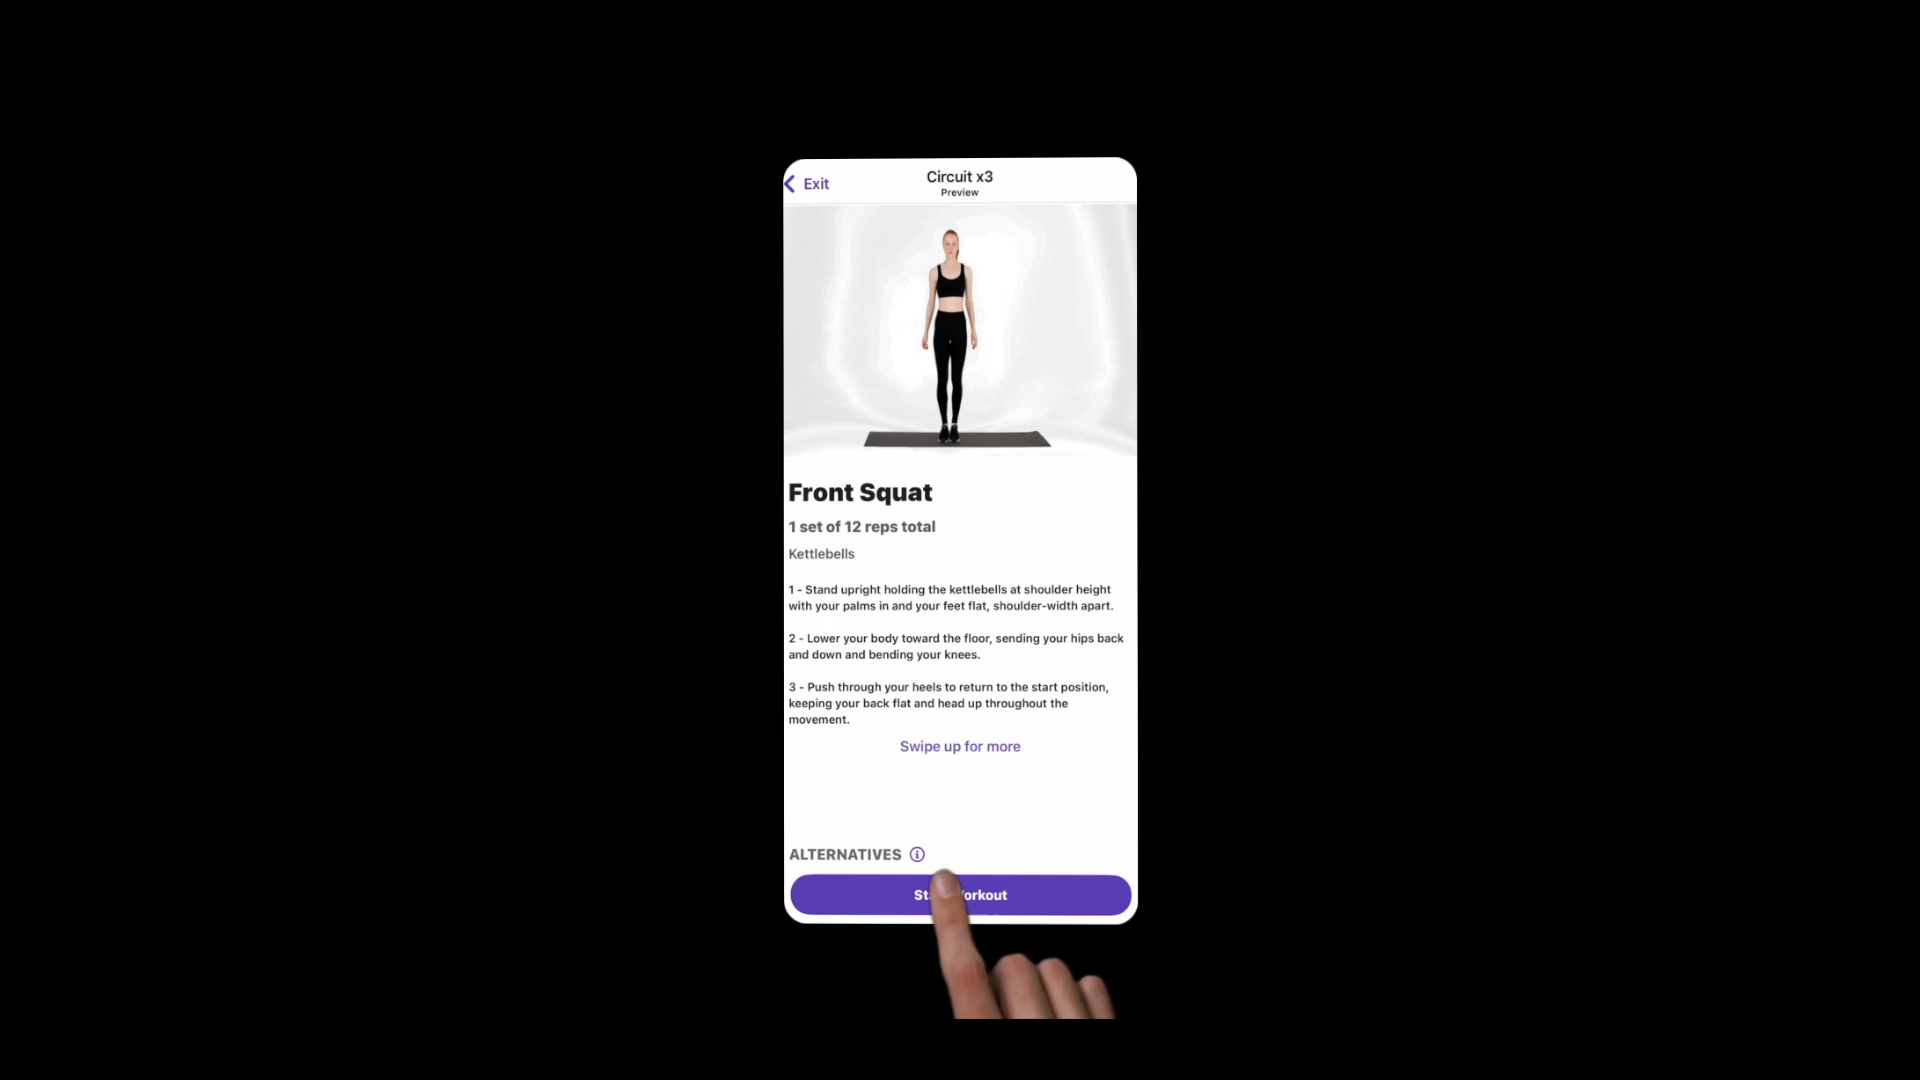 Exit
Circuit x3
Preview
Front Squat
1 set of 12 reps total
Kettlebells
1 - Stand upright holding the kettlebells at shoulder height
with your palms in and your feet flat, shoulder-width apart.
2 - Lower your body toward the floor, sending your hips back
and down and bending your knees.
3 - Push through your heels to return to the start position,
keeping your back flat and head up throughout the
movement.
Swipe up for more
ALTERNATIVES